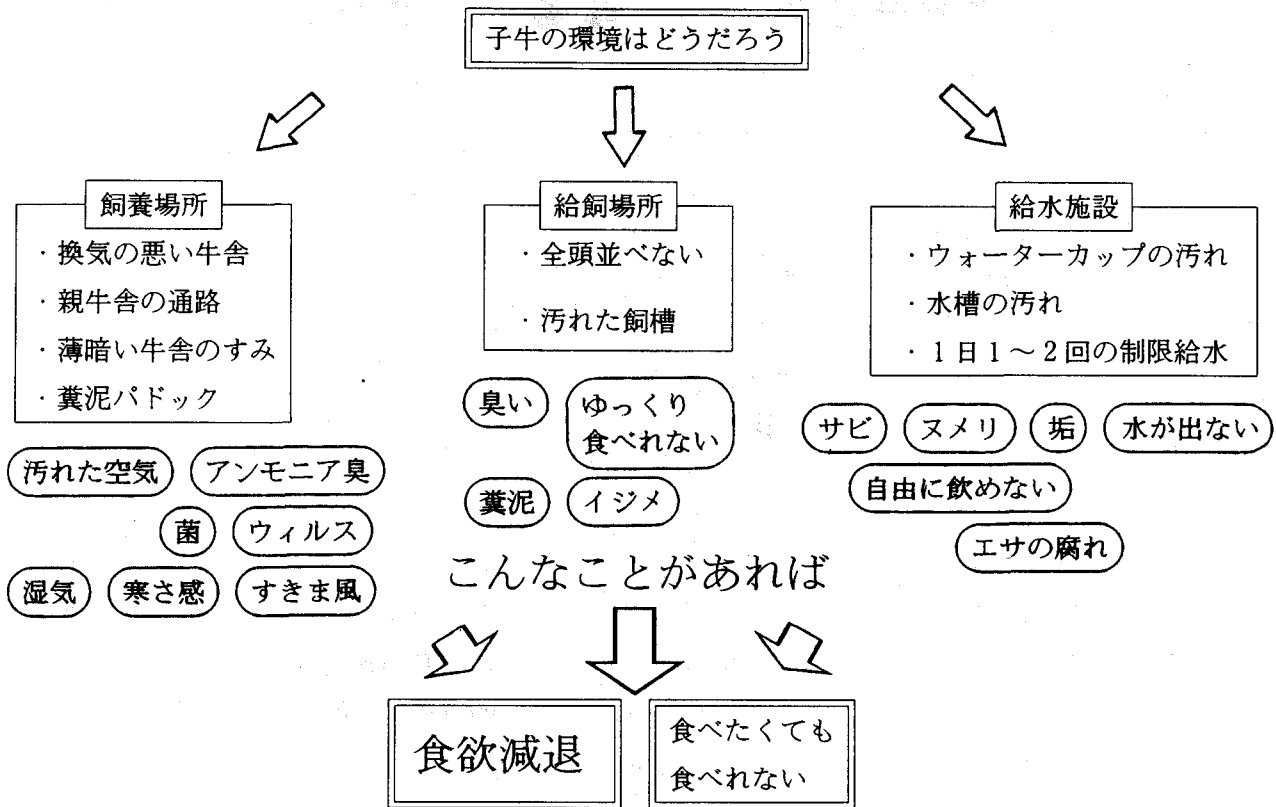 子牛の環境はどうだろう
飼養場所
・換気の悪い牛舎
・親牛舎の通路
・薄暗い牛舎のすみ
・糞泥パドック
汚れた空気 アンモニア臭
菌 ウィルス
湿気 寒さ感 すきま風
給飼場所
・全頭並べない
・汚れた飼槽
臭い
ゆっくり
食べれない
糞泥 イジメ
給水施設
・ウォーターカップの汚れ
・水槽の汚れ
・1日1~2回の制限給水
サビ ヌメリ 垢 水が出ない
自由に飲めない
エサの腐れ
こんなことがあれば
食欲減退
食べたくても
食べれない